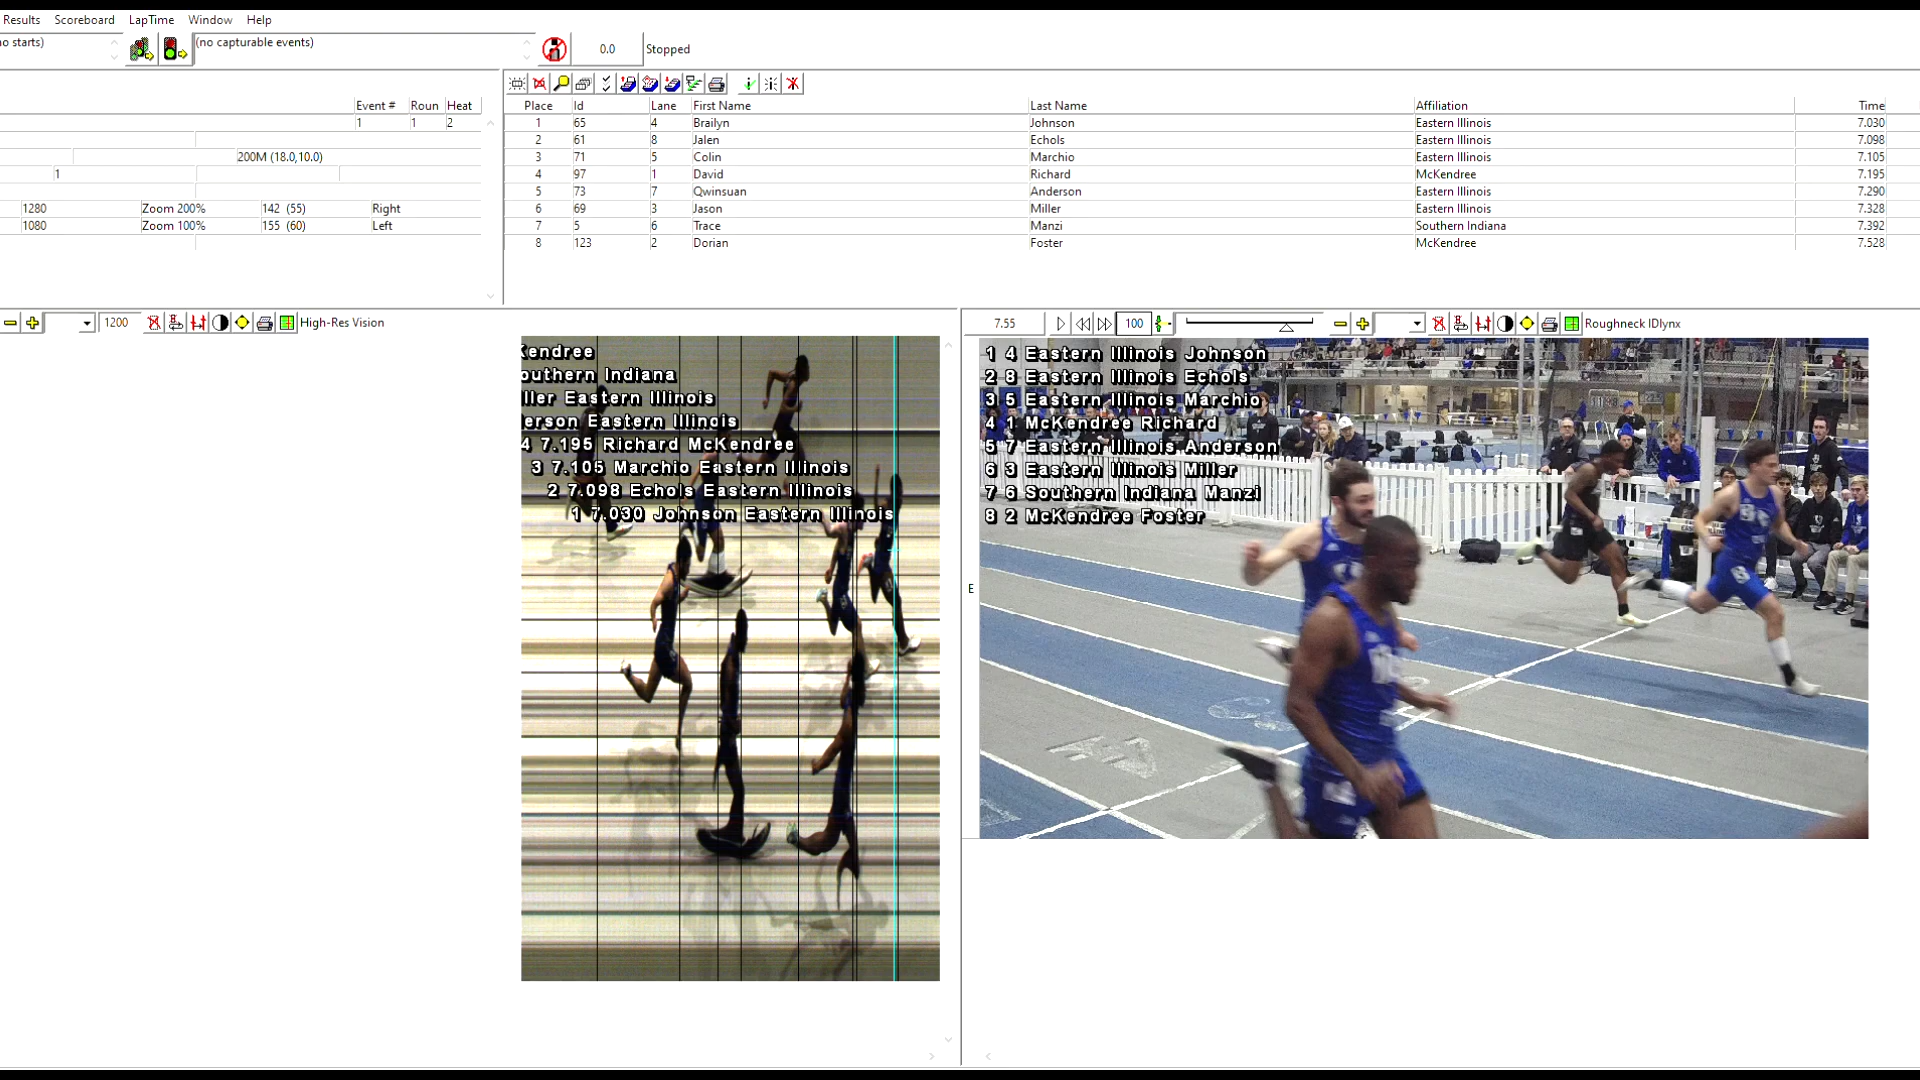 Results Scoreboard LapTime Window Help
(no capturable events) 0.0 Stopped
Event # Roun Heat
1 1 2
200M (18.0,10.0)
1
1280 Zoom 200% 142 (55) Right
1080 Zoom 100% 155 (60) Left
Place Id Lane First Name Last Name Affiliation Time
1 65 4 Brailyn Johnson Eastern Illinois 7.030
2 61 8 Jalen Echols Eastern Illinois 7.098
3 71 5 Colin Marchio Eastern Illinois 7.105
4 97 1 David Richard McKendree 7.195
5 73 7 Qwinsuan Anderson Eastern Illinois 7.290
6 69 3 Jason Miller Eastern Illinois 7.328
7 5 6 Trace Manzi Southern Indiana 7.392
8 123 2 Dorian Foster McKendree 7.528
1200 High-Res Vision
Kendree
outhern Indiana
ller Eastern Illinois
erson Eastern Illinois
4 7.195 Richard McKendree
3 7.105 Marchio Eastern Illinois
2 7.098 Echols Eastern Illinois
1 7.030 Johnson Eastern Illinois
7.55 100 Roughneck IDlynx
1 4 Eastern Illinois Johnson
2 8 Eastern Illinois Echols
3 5 Eastern Illinois Marchio
4 1 McKendree Richard
5 7 Eastern Illinois Anderson
6 3 Eastern Illinois Miller
7 6 Southern Indiana Manzi
8 2 McKendree Foster
E